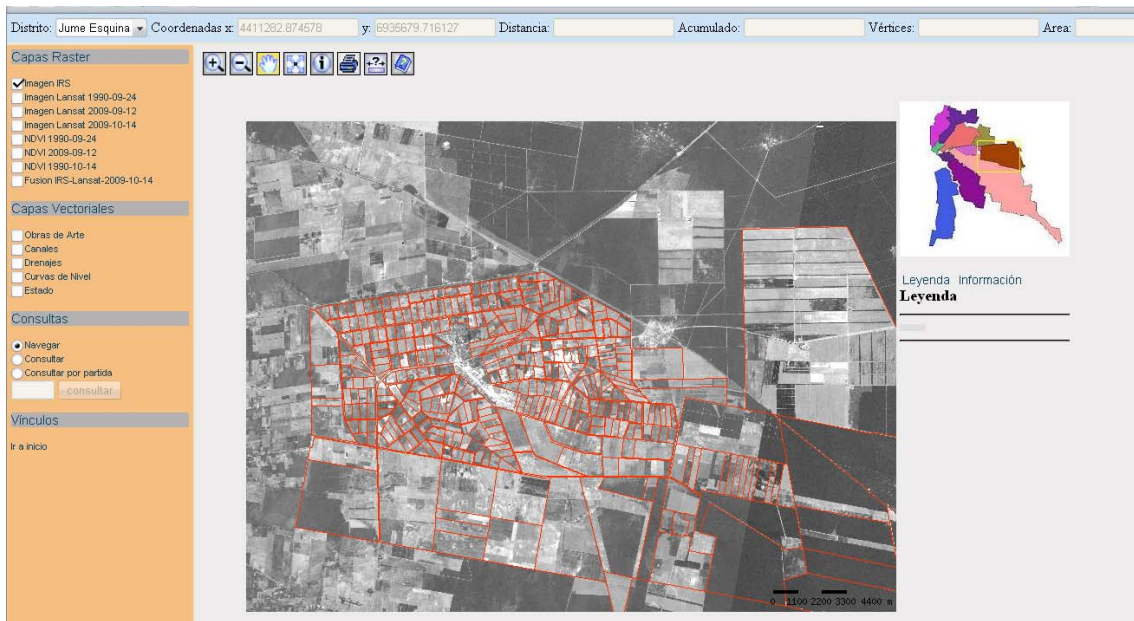 Distrito: Jume Esquina Coordenadas x: 4411282.874578 y: 6935679.716127 Distancia: Acumulado: Vértices: Area:
Capas Raster
Imagen IRS
Imagen Lansat 1990-09-24
Imagen Lansat 2009-09-12
Imagen Lansat 2009-10-14
NDVI 1990-09-24
NDVI 2009-09-12
NDVI 1990-10-14
Fusion IRS-Lansat-2009-10-14
Capas Vectoriales
Obras de Arte
Canales
Drenajes
Curvas de Nivel
Estado
Consultas
Navegar
Consultar
Consultar por partida
consultar
Vínculos
Ir a inicio
+?+
Leyenda Información
Leyenda
0 1100 2200 3300 4400 m